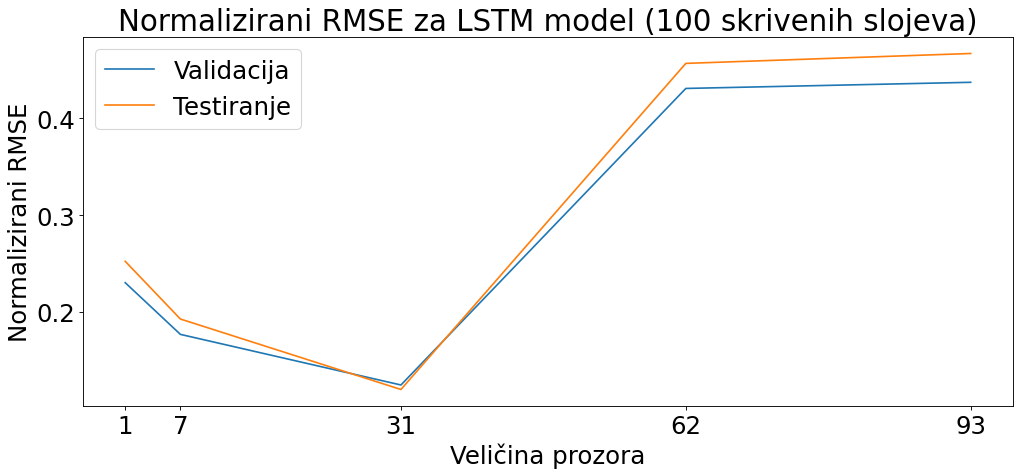 Normalizirani RMSE za LSTM model (100 skrivenih slojeva)
Validacija
Testiranje
Normalizirani RMSE
0.4
0.3
0.2
1 7 31 62 93
Veličina prozora